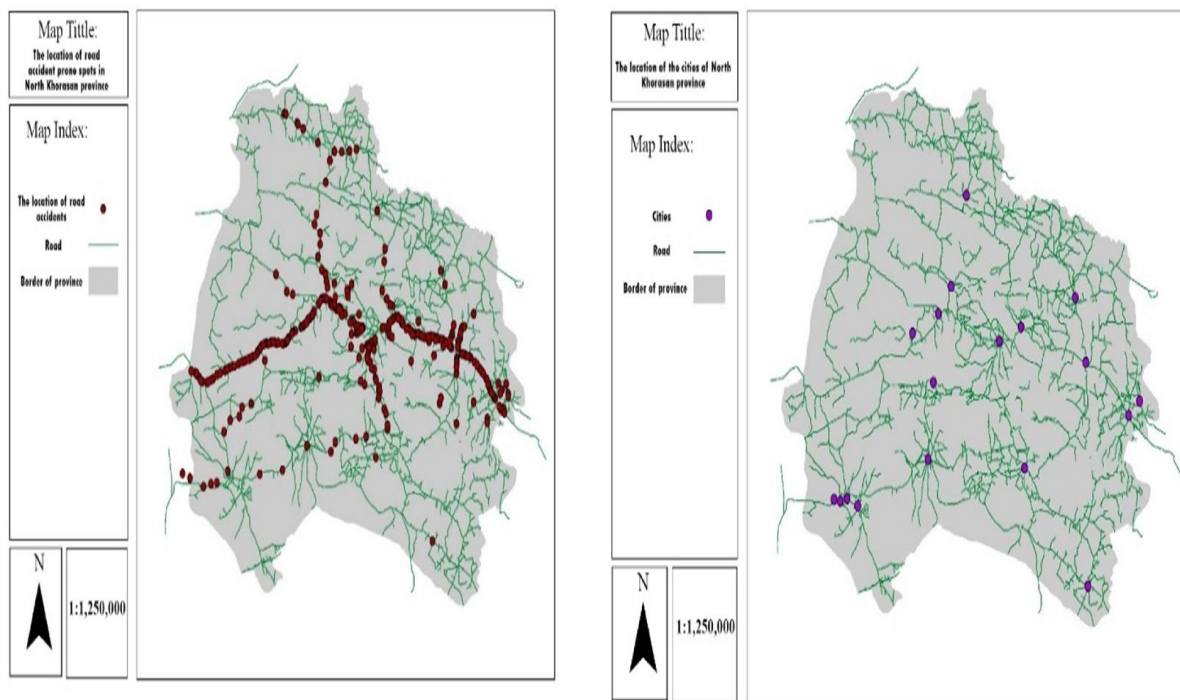 Map Tittle:
The location of road
accident prone spots in
North Khorasan province
Map Index:
The location of road
accidents
Road
Border of province
N
1:1,250,000
Map Tittle:
The location of the cities of North
Khorasan province
Map Index:
Cities
Road
Border of province
N
1:1,250,000